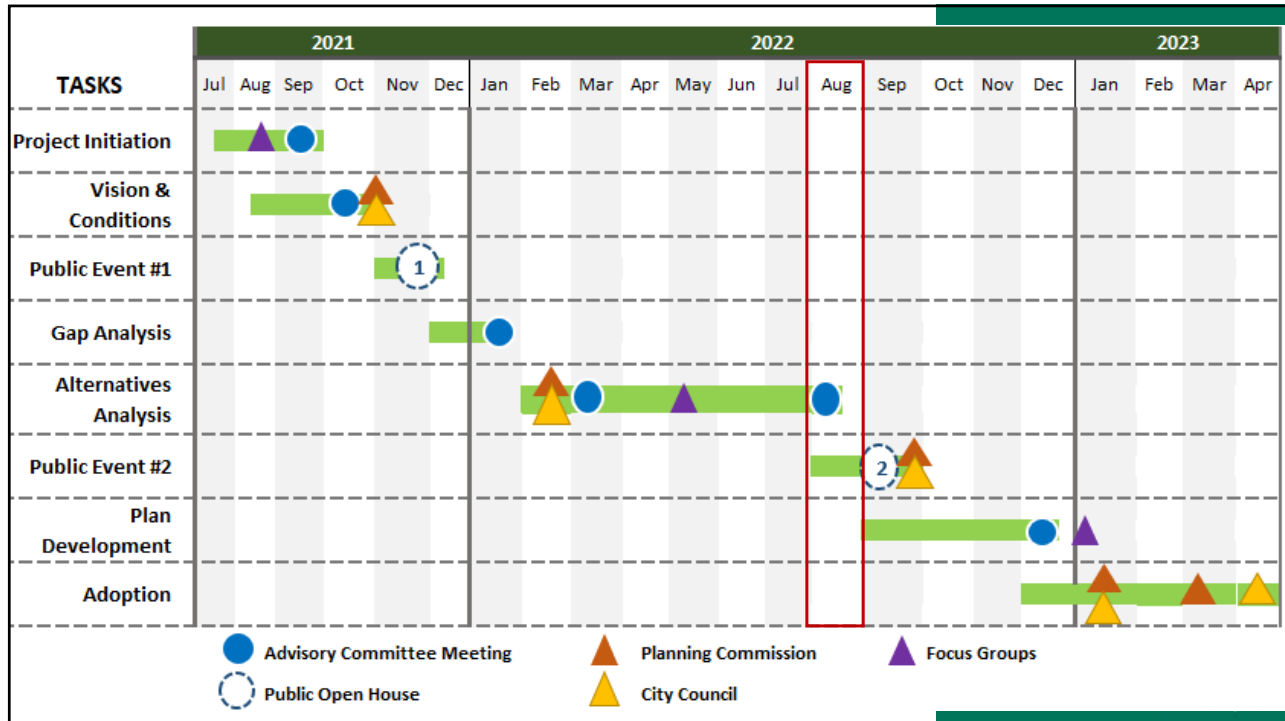 2021 2022 2023
TASKS Jul Aug Sep Oct Nov Dec Jan Feb Mar Apr May Jun Jul Aug Sep Oct Nov Dec Jan Feb Mar Apr
Project Initiation
Vision &
Conditions
Public Event #1 1
Gap Analysis
Alternatives
Analysis
Public Event #2 2
Plan
Development
Adoption
Advisory Committee Meeting Planning Commission Focus Groups
Public Open House City Council